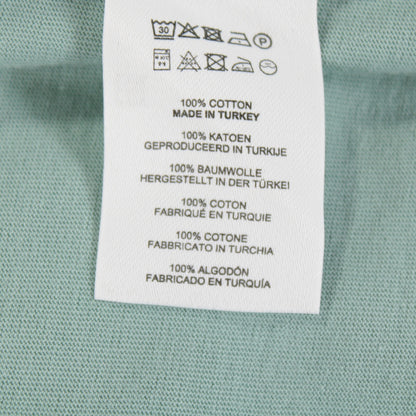 30 P
100% COTTON
MADE IN TURKEY
100% KATOEN
GEPRODUCEERD IN TURKIJE
100% BAUMWOLLE
HERGESTELLT IN DER TÜRKEI
100% COTON
FABRIQUÉ EN TURQUIE
100% COTONE
FABBRICATO IN TURCHIA
100% ALGODÓN
FABRICADO EN TURQUÍA